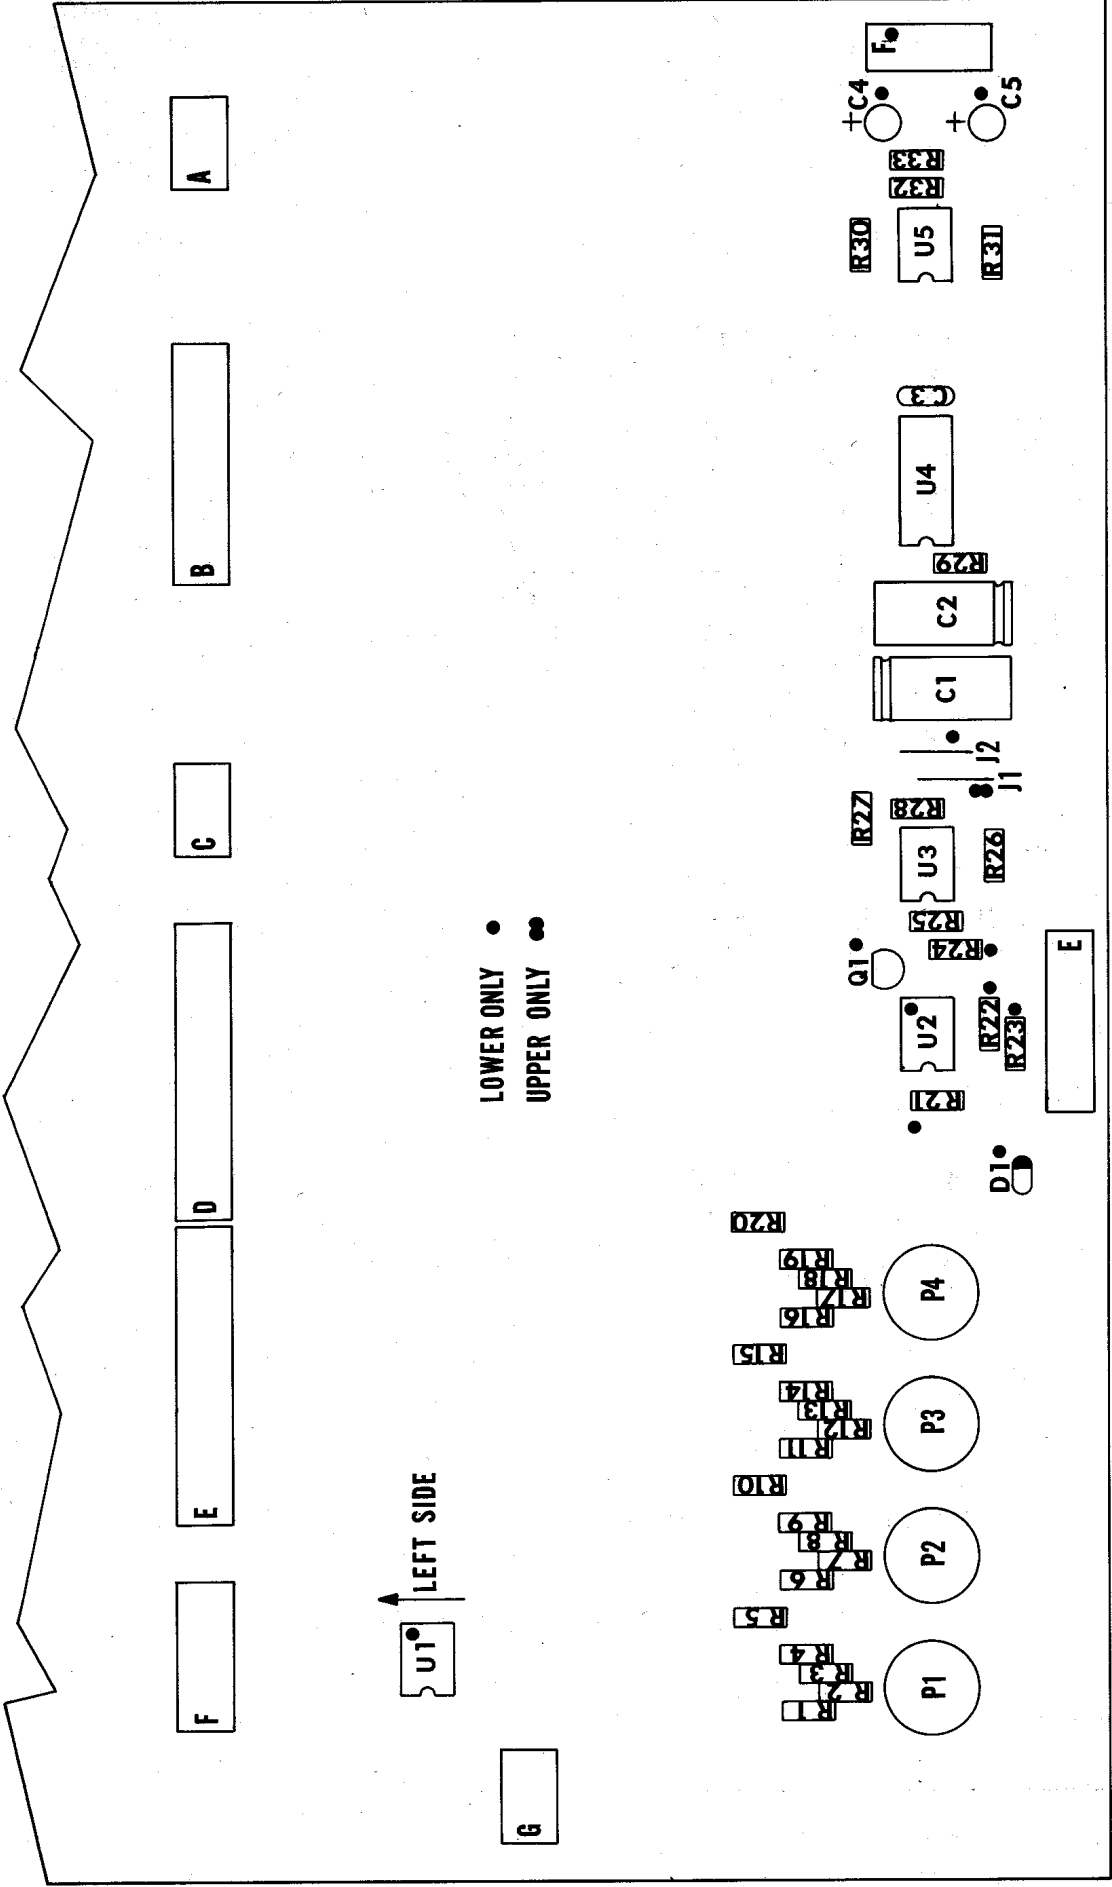 F
C4
+
C5
+
A
R33
R32
R30
U5
R31
C3
B
U4
R29
C2
C1
J2
J1
C
R27
R28
U3
R26
R25
R24
Q1
E
LOWER ONLY
UPPER ONLY
U2
R22
R23
R21
D
D1
R20
R19
R18
R17
R16
P4
R15
R14
R13
R12
R11
P3
E
R10
R9
R8
R7
R6
P2
LEFT SIDE
R5
U1
R4
R3
R2
R1
P1
F
G